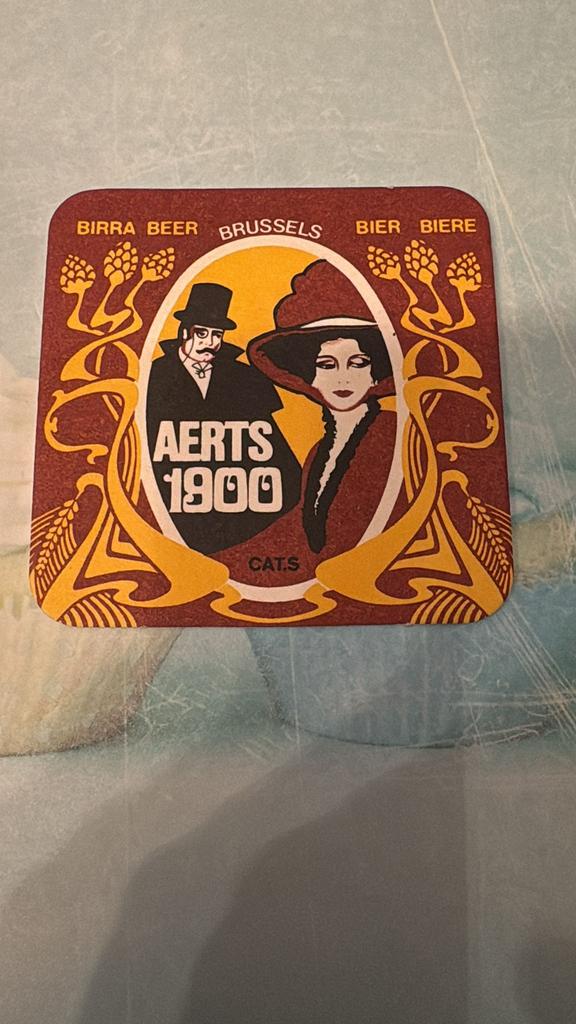 BIRRA BEER BRUSSELS BIER BIERE
AERTS
1900
CAT.S